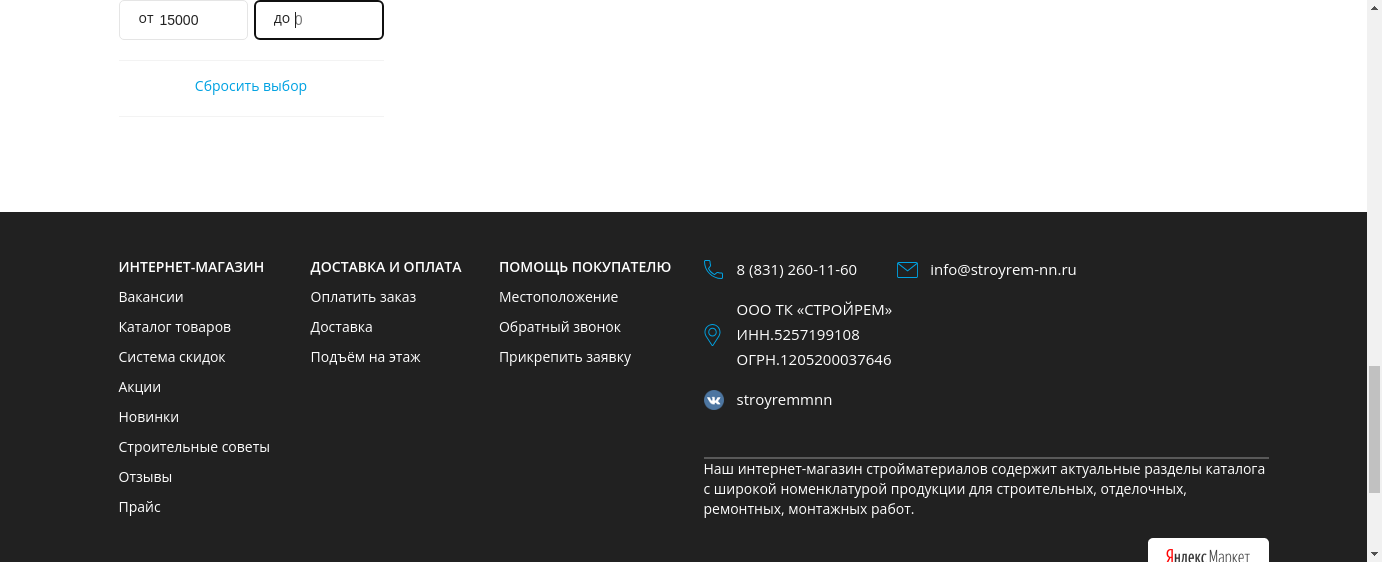 от 15000
до р
Сбросить выбор
ИНТЕРНЕТ-МАГАЗИН
Вакансии
Каталог товаров
Система скидок
Акции
Новинки
Строительные советы
Отзывы
Прайс
ДОСТАВКА И ОПЛАТА
Оплатить заказ
Доставка
Подъём на этаж
ПОМОЩЬ ПОКУПАТЕЛЮ
Местоположение
Обратный звонок
Прикрепить заявку
8 (831) 260-11-60
info@stroyrem-nn.ru
ООО ТК «СТРОЙРЕМ»
ИНН.5257199108
ОГРН.1205200037646
stroyremmnn
Наш интернет-магазин стройматериалов содержит актуальные разделы каталога
с широкой номенклатурой продукции для строительных, отделочных,
ремонтных, монтажных работ.
Яндекс Маркет